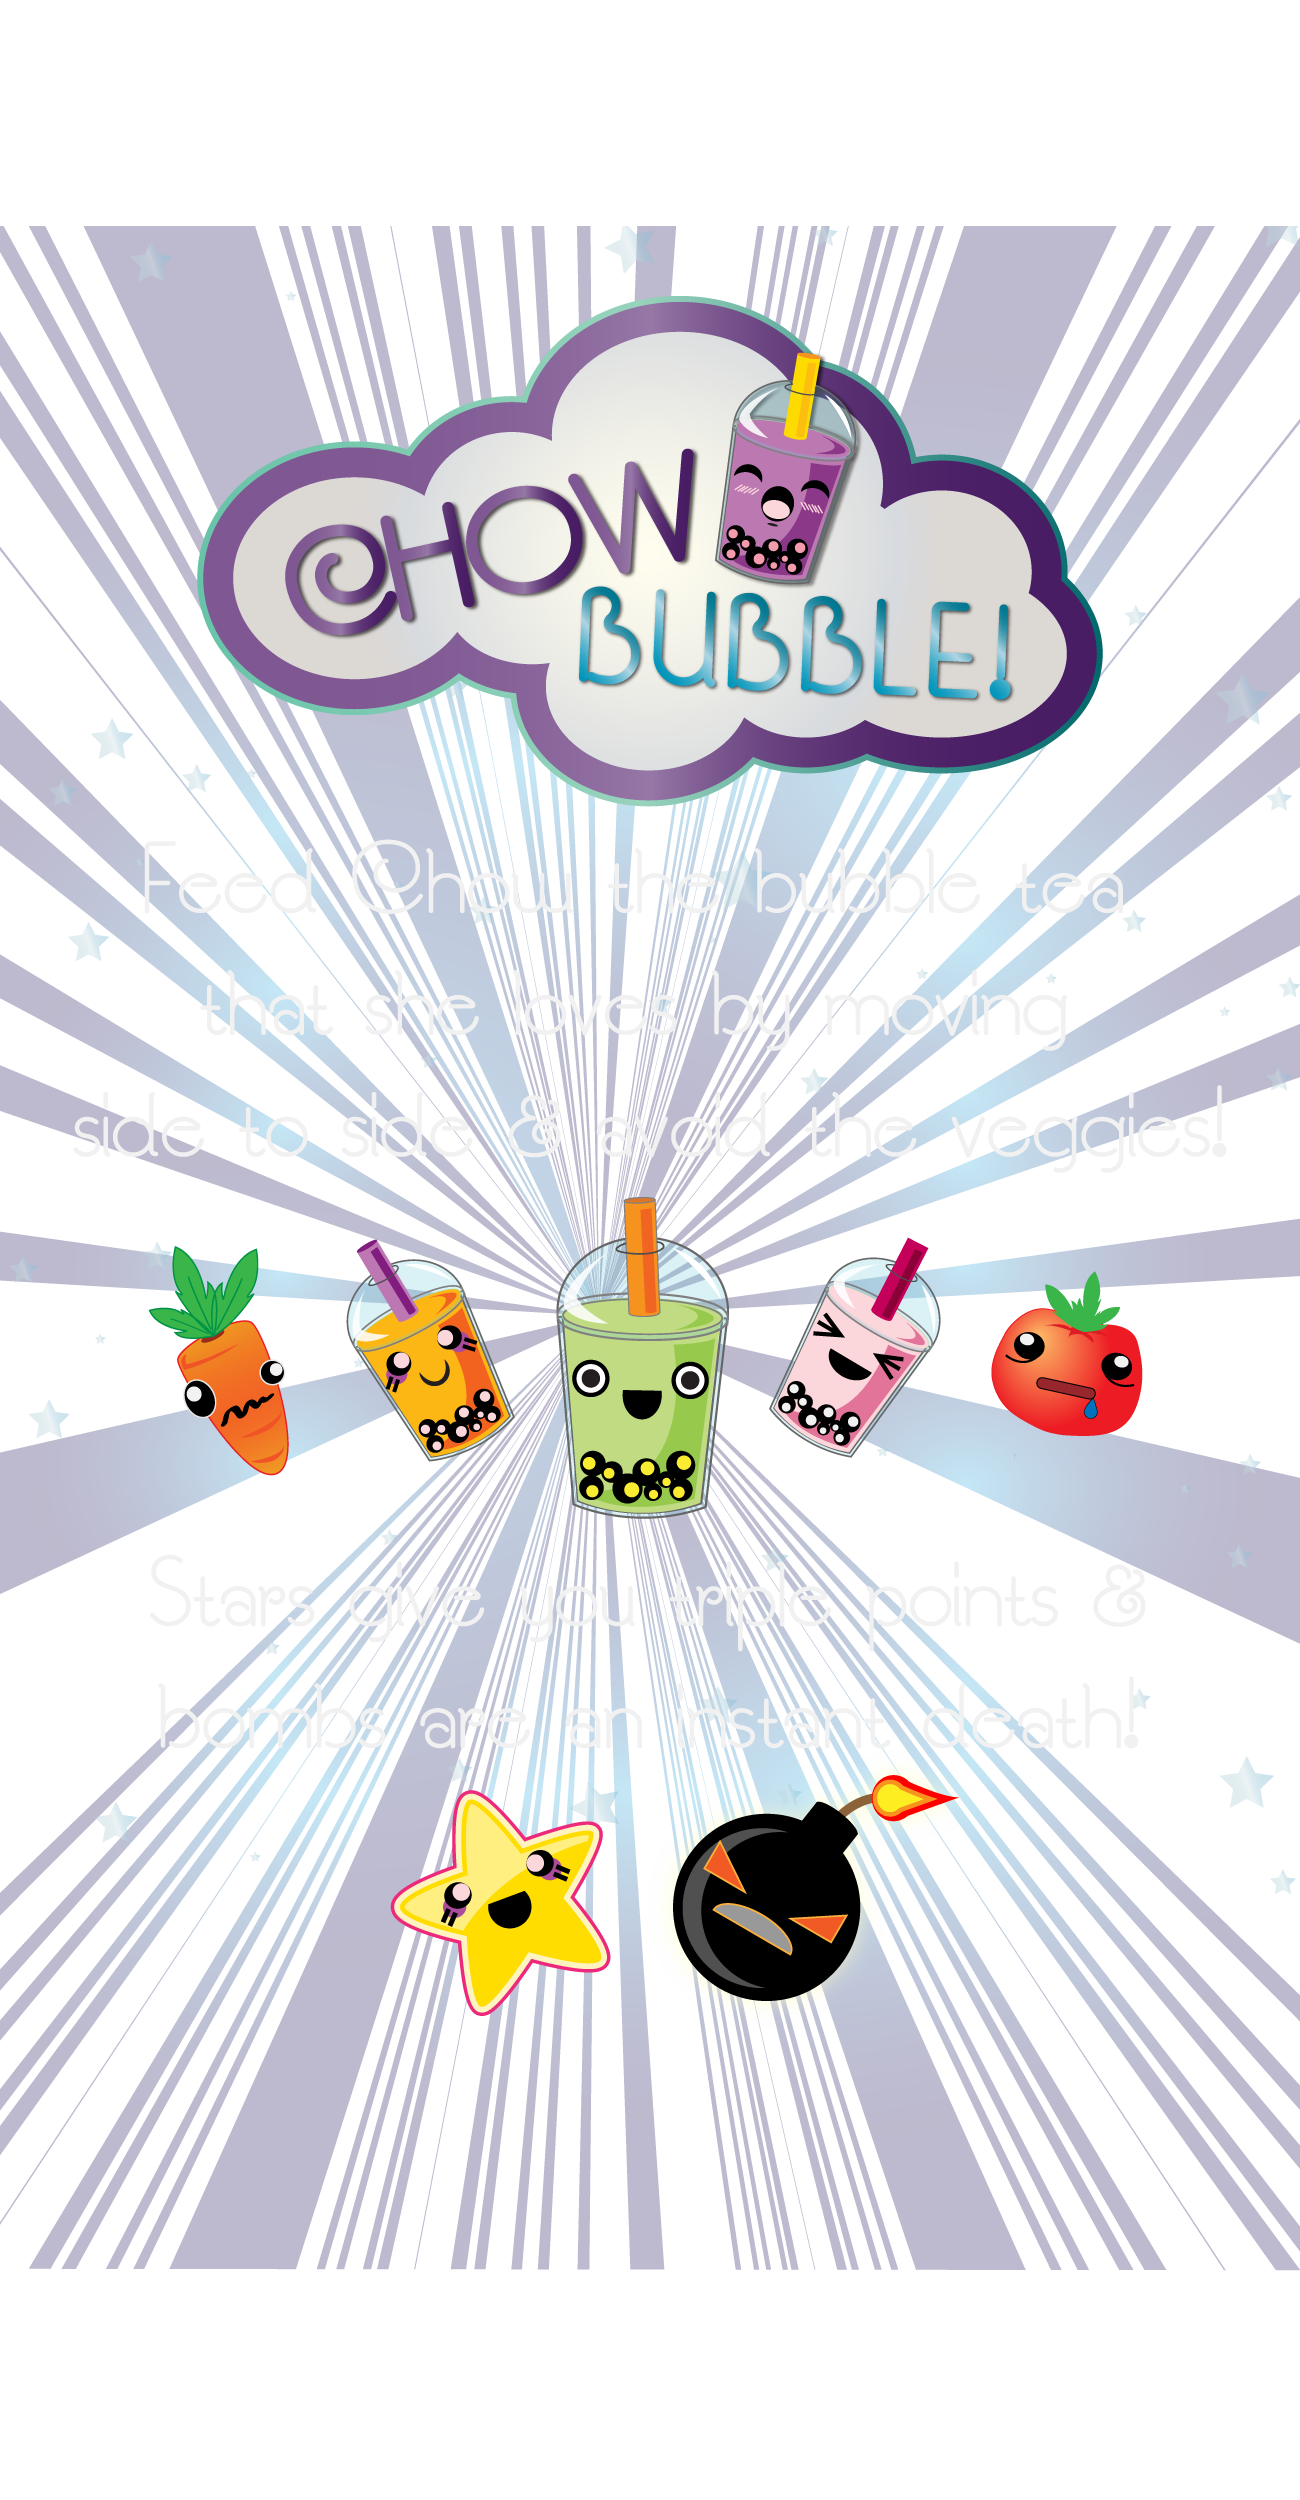 CHOW
BUBBLE!
Feed Chow the bubble tea
that she loves by moving
side to side & avoid the veggies!
Stars give you triple points &
bombs are an instant death!